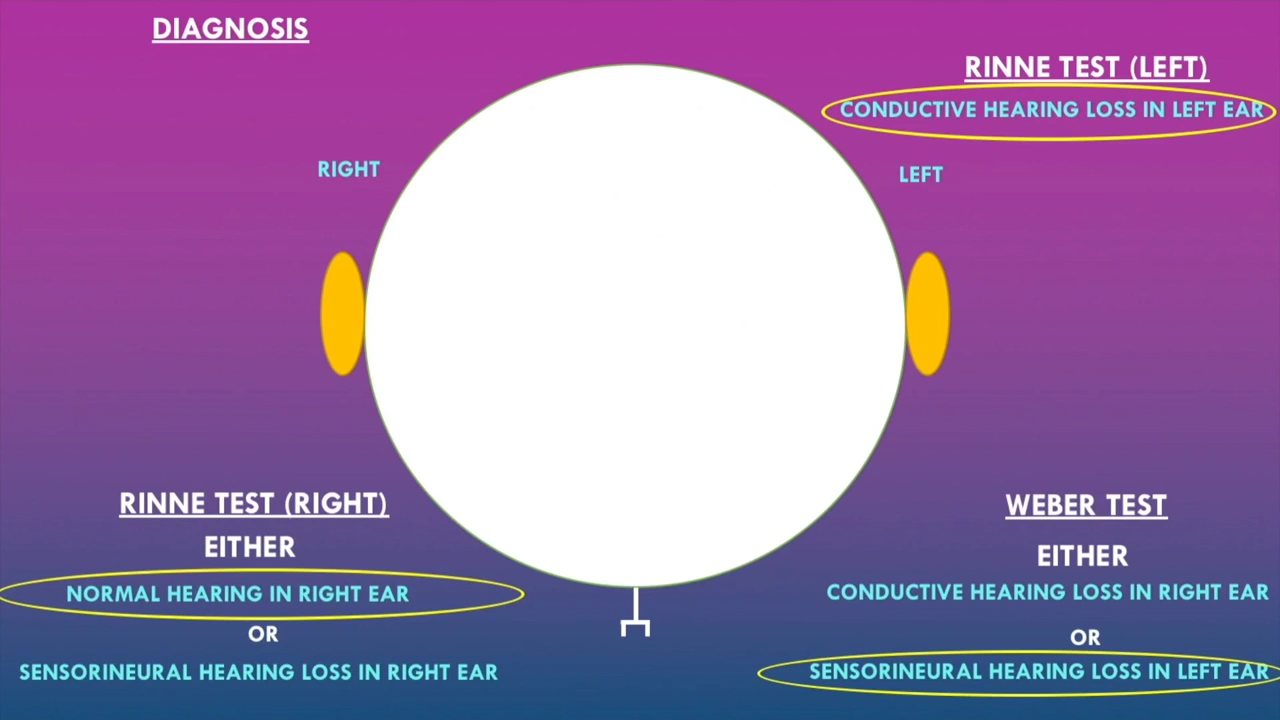 DIAGNOSIS
RINNE TEST (LEFT)
CONDUCTIVE HEARING LOSS IN LEFT EAR
RIGHT
LEFT
RINNE TEST (RIGHT)
EITHER
NORMAL HEARING IN RIGHT EAR
OR
SENSORINEURAL HEARING LOSS IN RIGHT EAR
WEBER TEST
EITHER
CONDUCTIVE HEARING LOSS IN RIGHT EAR
OR
SENSORINEURAL HEARING LOSS IN LEFT EAR